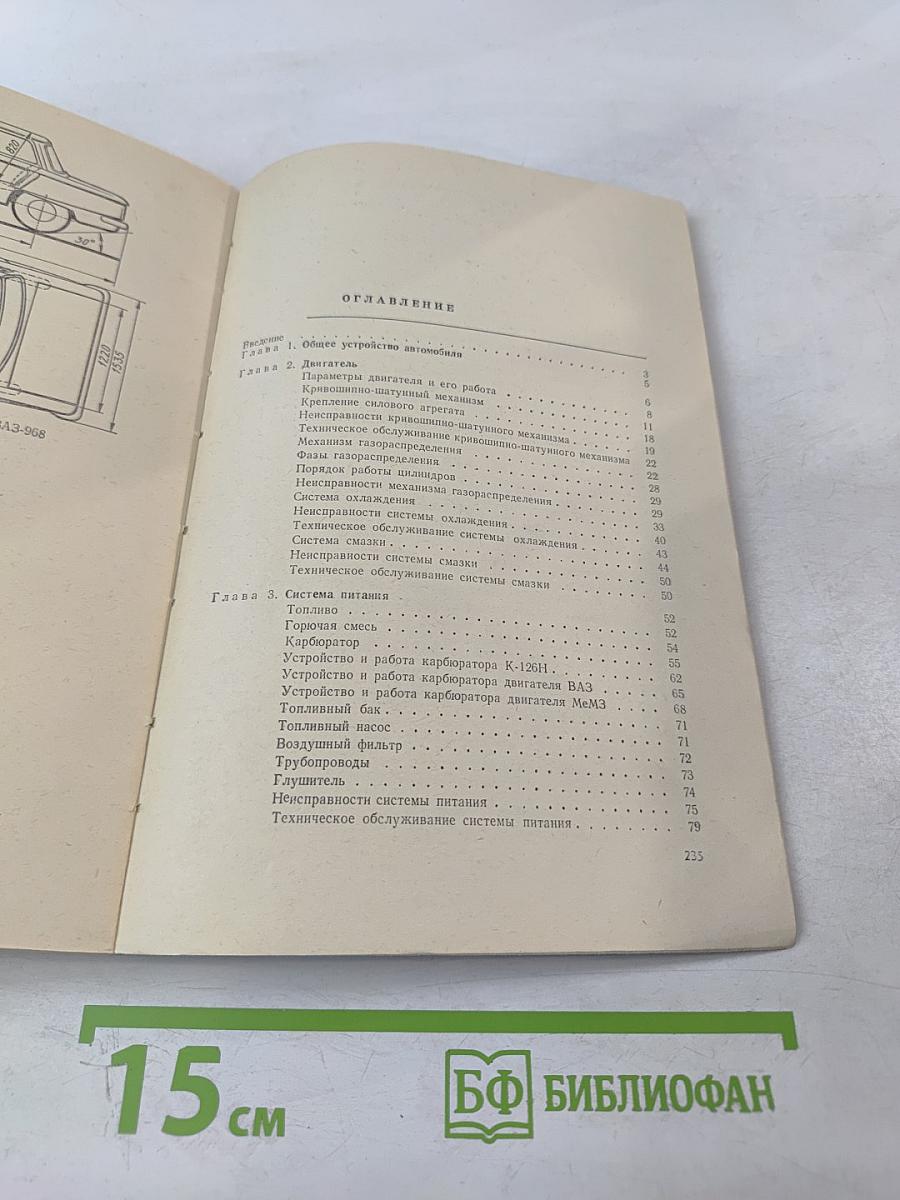 820
30°
1220
1535
ВАЗ-968
ОГЛАВЛЕНИЕ
Введение . . . . . . . . . . . . . . . . . . . . 3
Глава 1. Общее устройство автомобиля . . . . . . . . . . 5
Глава 2. Двигатель 6
Параметры двигателя и его работа . . . . . . . . . . 8
Кривошипно-шатунный механизм . . . . . . . . . . 11
Крепление силового агрегата . . . . . . . . . . 18
Неисправности кривошипно-шатунного механизма . . . . 19
Техническое обслуживание кривошипно-шатунного механизма 22
Механизм газораспределения . . . . . . . . . . 22
Фазы газораспределения . . . . . . . . . . 28
Порядок работы цилиндров . . . . . . . . . . 29
Неисправности механизма газораспределения . . . . . . 29
Система охлаждения . . . . . . . . . . 33
Неисправности системы охлаждения . . . . . . . . 40
Техническое обслуживание системы охлаждения . . . . . 43
Система смазки . . . . . . . . . . 44
Неисправности системы смазки . . . . . . . . . . 50
Техническое обслуживание системы смазки . . . . . . 50
Глава 3. Система питания . 52
Топливо . . . . . . . . . . 52
Горючая смесь . . . . . . . . . . 54
Карбюратор . . . . . . . . . . 55
Устройство и работа карбюратора К-126Н . . . . . . . 62
Устройство и работа карбюратора двигателя ВАЗ . . . . . 65
Устройство и работа карбюратора двигателя МеМЗ . . . . 68
Топливный бак . . . . . . . . . . 71
Топливный насос . . . . . . . . . . 71
Воздушный фильтр . . . . . . . . . . 72
Трубопроводы . . . . . . . . . . 73
Глушитель . . . . . . . . . . 74
Неисправности системы питания . . . . . . . . . . 75
Техническое обслуживание системы питания . . . . . . . 79
235
15 см
БФ БИБЛИОФАН